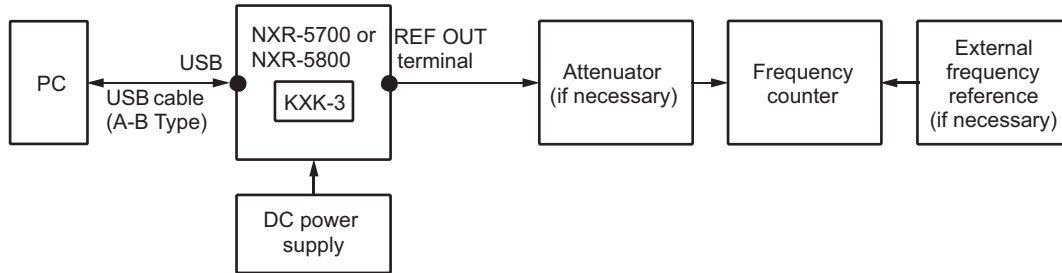 PC
USB
USB cable
(A-B Type)
NXR-5700 or
NXR-5800
KXK-3
REF OUT
terminal
Attenuator
(if necessary)
Frequency
counter
External
frequency
reference
(if necessary)
DC power
supply